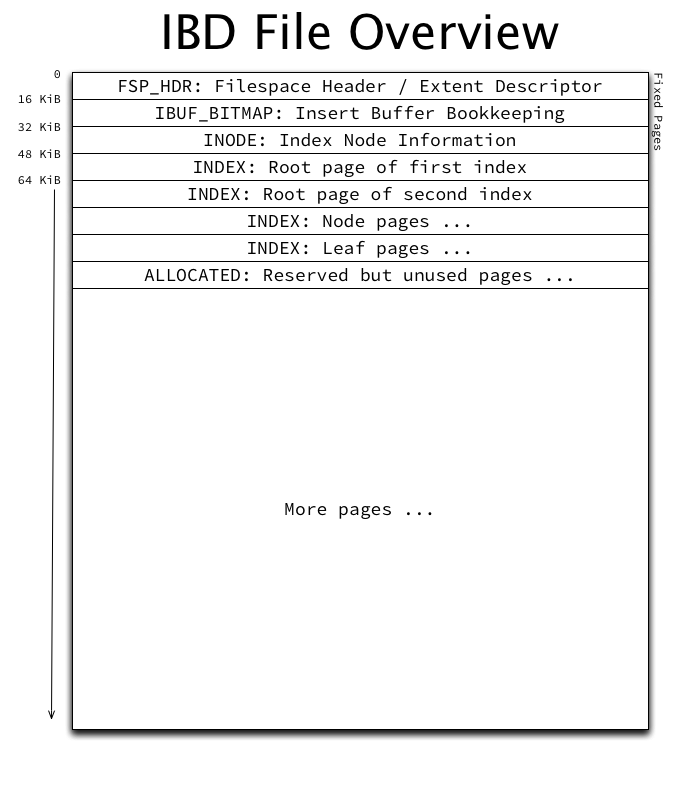 IBD File Overview
0
FSP_HDR: Filespace Header / Extent Descriptor
Fixed Pages
16 KiB
IBUF_BITMAP: Insert Buffer Bookkeeping
32 KiB
INODE: Index Node Information
48 KiB
INDEX: Root page of first index
64 KiB
INDEX: Root page of second index
INDEX: Node pages ...
INDEX: Leaf pages ...
ALLOCATED: Reserved but unused pages ...
More pages ...